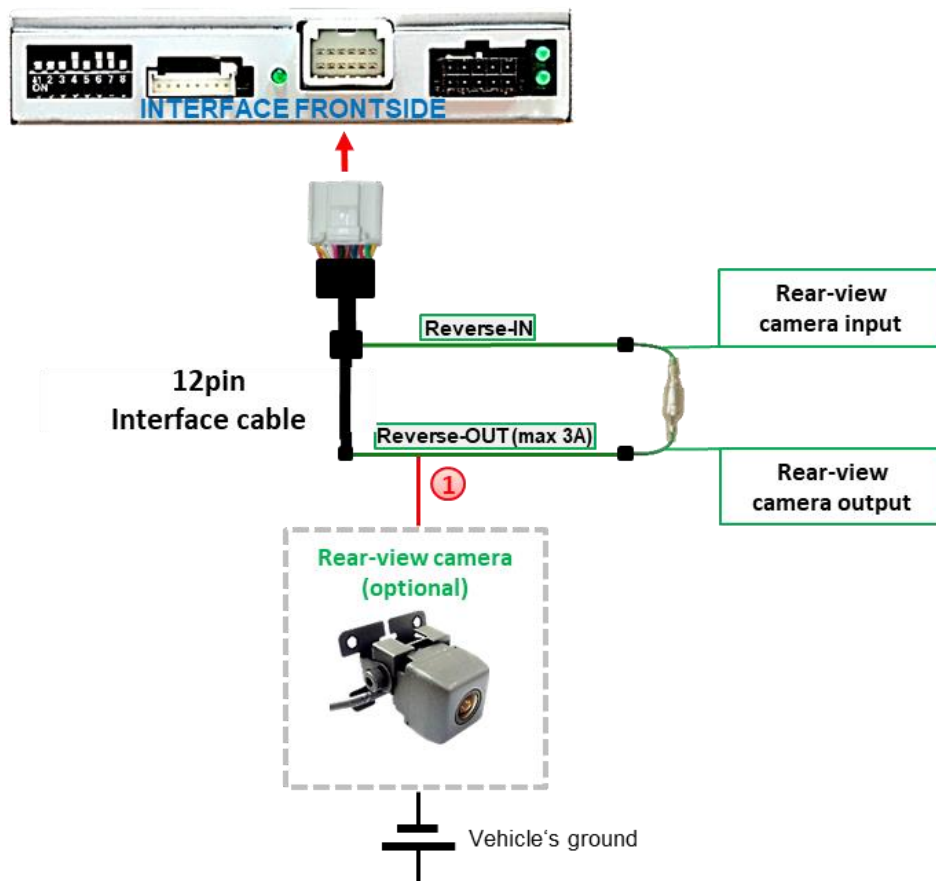 1 2 3 4 5 6 7 8
ON
INTERFACE FRONTSIDE
Reverse-IN
Rear-view
camera input
12pin
Interface cable
Reverse-OUT(max 3A)
1
Rear-view
camera output
Rear-view camera
(optional)
Vehicle‘s ground